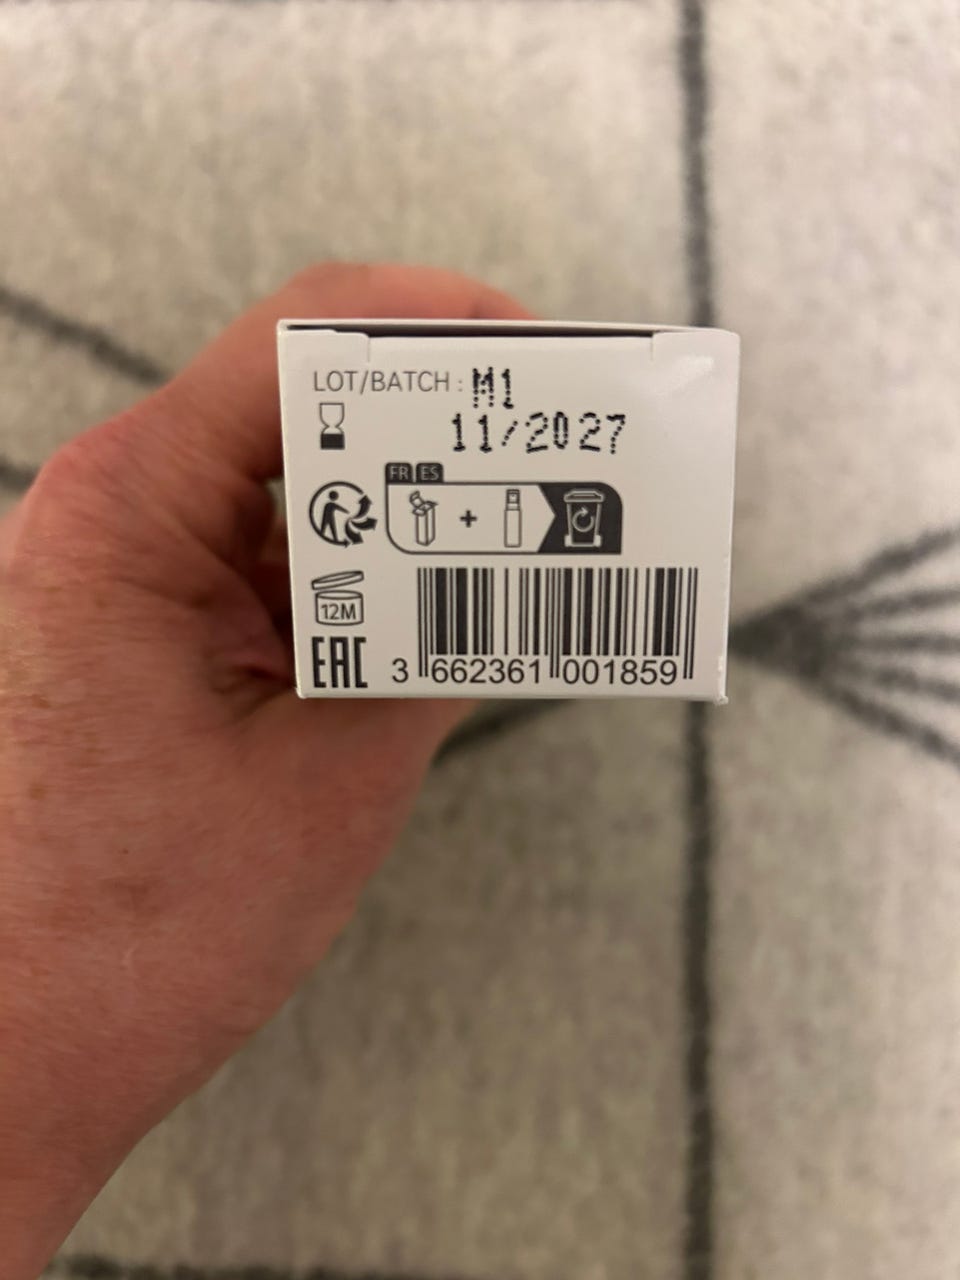 LOT/BATCH : M1
11/2027
FR ES
12M
EAC
3 662361 001859